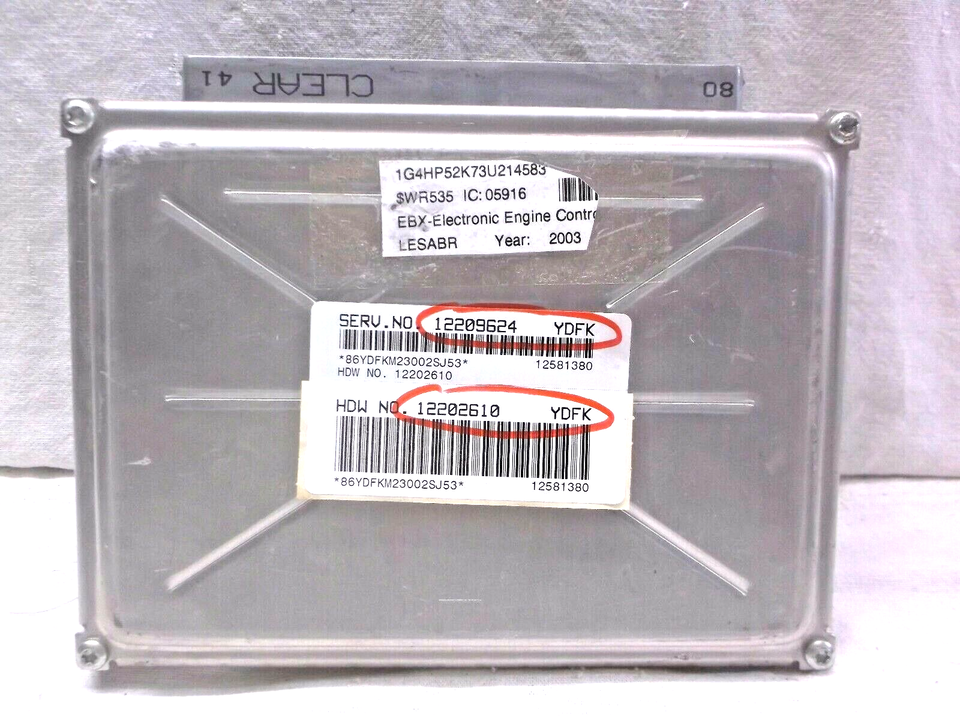 CLEAR 41
80
1G4HP52K73U214583
$WR535 IC: 05916
EBX-Electronic Engine Contro
LESABR Year: 2003
SERV.NO. 12209624 YDFK
*86YDFKM23002SJ53* 12581380
HDW NO. 12202610
HDW NO. 12202610 YDFK
*86YDFKM23002SJ53* 12581380